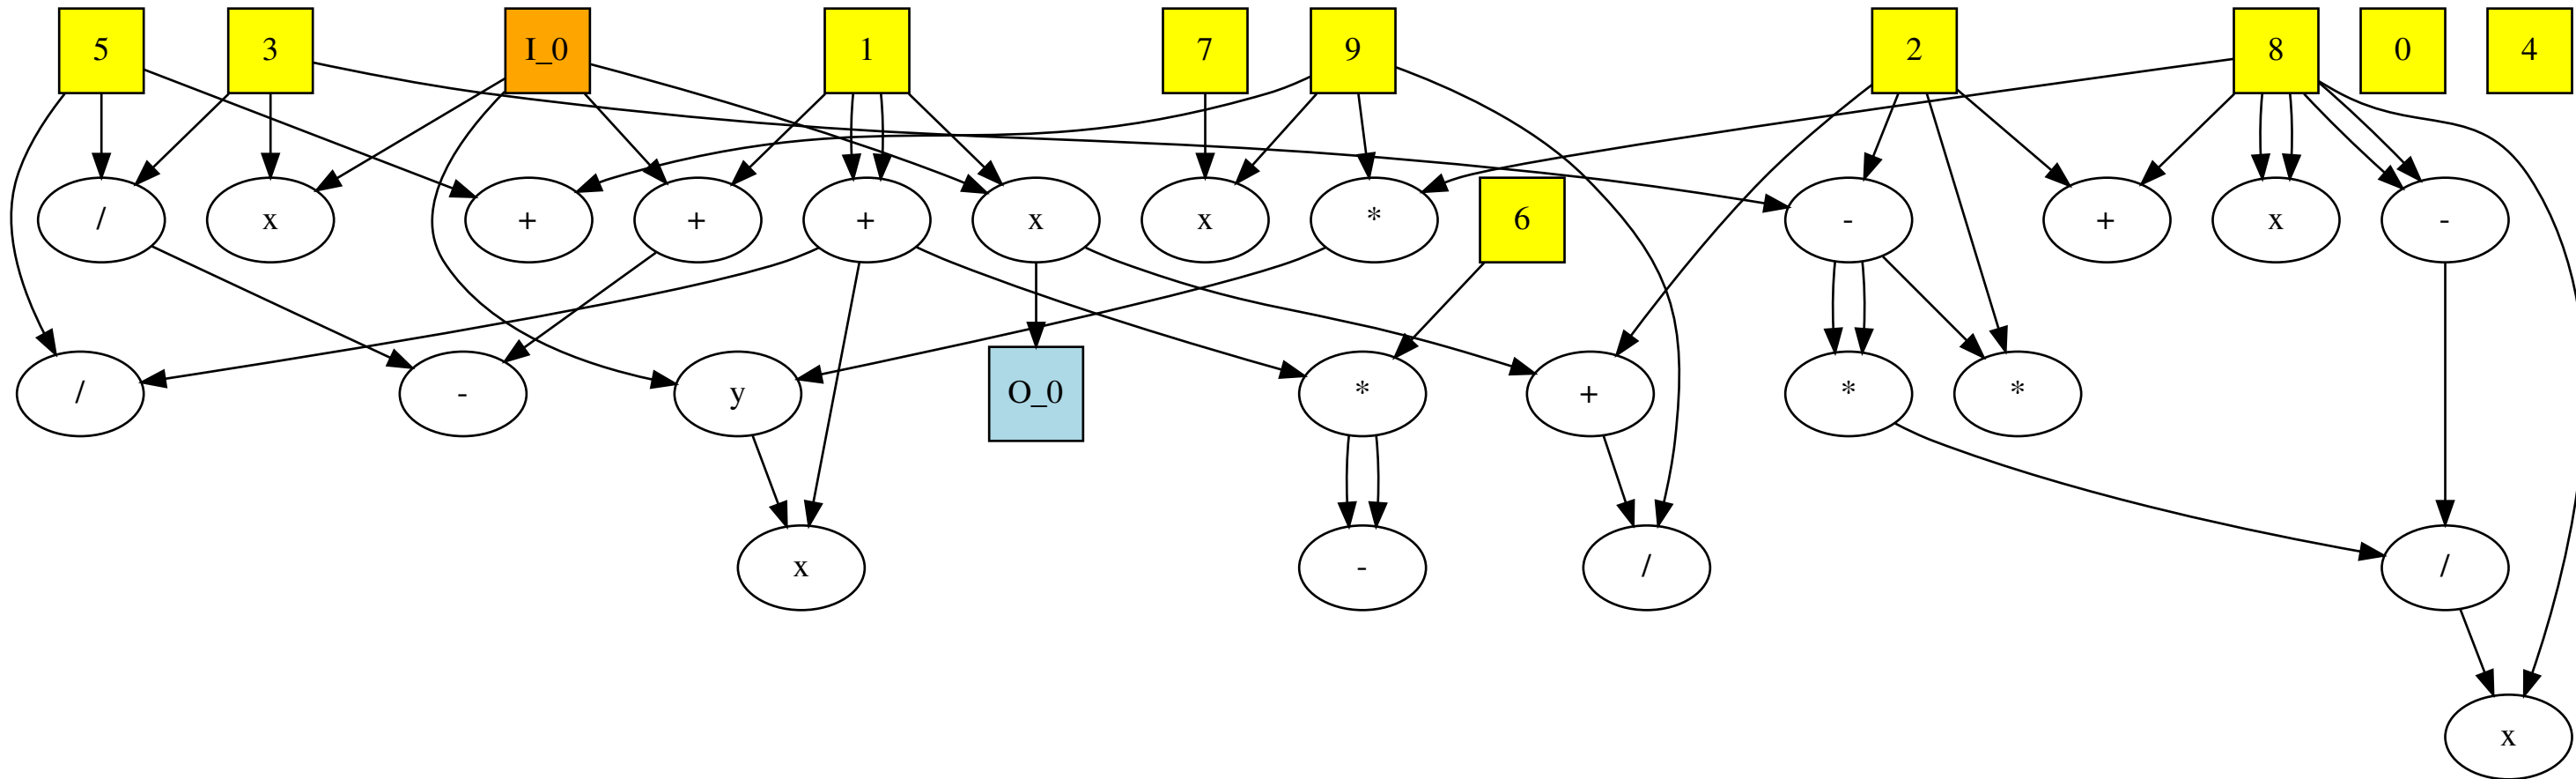 5 3 I_0 1 7 9 2 8 0 4
/ x + + + x x * 6 - + x -
/ - y O_0 * + * *
x - / /
x